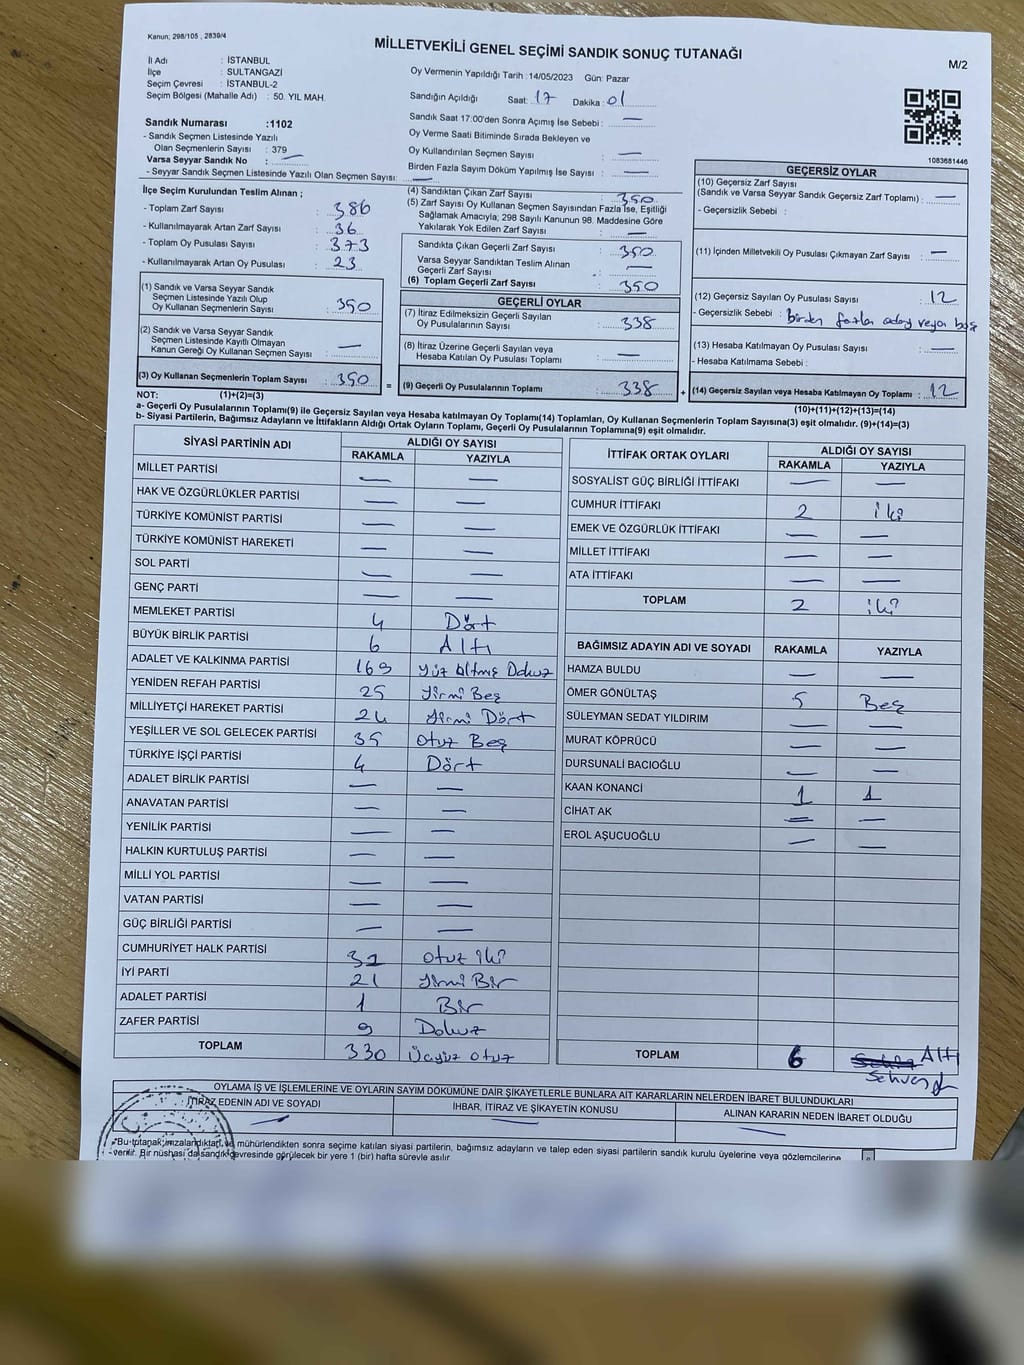 Kanun; 298/105 , 2839/4
MİLLETVEKİLİ GENEL SEÇİMİ SANDIK SONUÇ TUTANAĞI
M/2
İl Adı : İSTANBUL
İlçe : SULTANGAZİ
Seçim Çevresi : İSTANBUL-2
Seçim Bölgesi (Mahalle Adı) : 50. YIL MAH.
Sandık Numarası :1102
- Sandık Seçmen Listesinde Yazılı
Olan Seçmenlerin Sayısı : 379
Varsa Seyyar Sandık No : —
- Seyyar Sandık Seçmen Listesinde Yazılı Olan Seçmen Sayısı: —
Oy Vermenin Yapıldığı Tarih :14/05/2023 Gün: Pazar
Sandığın Açıldığı Saat: 17 Dakika: 01
Sandık Saat 17:00'den Sonra Açımış İse Sebebi : —
Oy Verme Saati Bitiminde Sırada Bekleyen ve
Oy Kullandırılan Seçmen Sayısı : —
Birden Fazla Sayım Döküm Yapılmış İse Sayısı : —
1083681446
İlçe Seçim Kurulundan Teslim Alınan ;
- Toplam Zarf Sayısı : 386
- Kullanılmayarak Artan Zarf Sayısı : 36
- Toplam Oy Pusulası Sayısı : 373
- Kullanılmayarak Artan Oy Pusulası : 23
(1) Sandık ve Varsa Seyyar Sandık
Seçmen Listesinde Yazılı Olup
Oy Kullanan Seçmenlerin Sayısı : 350
(2) Sandık ve Varsa Seyyar Sandık
Seçmen Listesinde Kayıtlı Olmayan
Kanun Gereği Oy Kullanan Seçmen Sayısı : —
(3) Oy Kullanan Seçmenlerin Toplam Sayısı : 350
(1)+(2)=(3)
(4) Sandıktan Çıkan Zarf Sayısı : 350
(5) Zarf Sayısı Oy Kullanan Seçmen Sayısından Fazla İse, Eşitliği
Sağlamak Amacıyla; 298 Sayılı Kanunun 98. Maddesine Göre
Yakılarak Yok Edilen Zarf Sayısı : —
Sandıkta Çıkan Geçerli Zarf Sayısı : 350
Varsa Seyyar Sandıktan Teslim Alınan
Geçerli Zarf Sayısı : —
(6) Toplam Geçerli Zarf Sayısı : 350
GEÇERLİ OYLAR
(7) İtiraz Edilmeksizin Geçerli Sayılan
Oy Pusulalarının Sayısı : 338
(8) İtiraz Üzerine Geçerli Sayılan veya
Hesaba Katılan Oy Pusulası Toplamı : —
= (9) Geçerli Oy Pusulalarının Toplamı : 338 +
GEÇERSİZ OYLAR
(10) Geçersiz Zarf Sayısı
(Sandık ve Varsa Seyyar Sandık Geçersiz Zarf Toplamı) : —
- Geçersizlik Sebebi :
(11) İçinden Milletvekili Oy Pusulası Çıkmayan Zarf Sayısı : —
(12) Geçersiz Sayılan Oy Pusulası Sayısı : 12
- Geçersizlik Sebebi : Birden fazla aday veya boş
(13) Hesaba Katılmayan Oy Pusulası Sayısı : —
- Hesaba Katılmama Sebebi :
(14) Geçersiz Sayılan veya Hesaba Katılmayan Oy Toplamı : 12
(10)+(11)+(12)+(13)=(14)
NOT:
a- Geçerli Oy Pusulalarının Toplamı(9) ile Geçersiz Sayılan veya Hesaba katılmayan Oy Toplamı(14) Toplamları, Oy Kullanan Seçmenlerin Toplam Sayısına(3) eşit olmalıdır. (9)+(14)=(3)
b- Siyasi Partilerin, Bağımsız Adayların ve İttifakların Aldığı Ortak Oyların Toplamı, Geçerli Oy Pusulalarının Toplamına(9) eşit olmalıdır.
SİYASİ PARTİNİN ADI ALDIĞI OY SAYISI
RAKAMLA YAZIYLA
MİLLET PARTİSİ — —
HAK VE ÖZGÜRLÜKLER PARTİSİ — —
TÜRKİYE KOMÜNİST PARTİSİ — —
TÜRKİYE KOMÜNİST HAREKETİ — —
SOL PARTİ — —
GENÇ PARTİ — —
MEMLEKET PARTİSİ 4 Dört
BÜYÜK BİRLİK PARTİSİ 6 Altı
ADALET VE KALKINMA PARTİSİ 169 Yüz Altmış Dokuz
YENİDEN REFAH PARTİSİ 25 Yirmi Beş
MİLLİYETÇİ HAREKET PARTİSİ 24 Yirmi Dört
YEŞİLLER VE SOL GELECEK PARTİSİ 35 Otuz Beş
TÜRKİYE İŞÇİ PARTİSİ 4 Dört
ADALET BİRLİK PARTİSİ — —
ANAVATAN PARTİSİ — —
YENİLİK PARTİSİ — —
HALKIN KURTULUŞ PARTİSİ — —
MİLLİ YOL PARTİSİ — —
VATAN PARTİSİ — —
GÜÇ BİRLİĞİ PARTİSİ — —
CUMHURİYET HALK PARTİSİ 32 otuz iki
İYİ PARTİ 21 Yirmi Bir
ADALET PARTİSİ 1 Bir
ZAFER PARTİSİ 9 Dokuz
TOPLAM 330 Üçyüz otuz
İTTİFAK ORTAK OYLARI ALDIĞI OY SAYISI
RAKAMLA YAZIYLA
SOSYALİST GÜÇ BİRLİĞİ İTTİFAKI — —
CUMHUR İTTİFAKI 2 iki
EMEK VE ÖZGÜRLÜK İTTİFAKI — —
MİLLET İTTİFAKI — —
ATA İTTİFAKI — —
TOPLAM 2 iki
BAĞIMSIZ ADAYIN ADI VE SOYADI RAKAMLA YAZIYLA
HAMZA BULDU — —
ÖMER GÖNÜLTAŞ 5 Beş
SÜLEYMAN SEDAT YILDIRIM — —
MURAT KÖPRÜCÜ — —
DURSUNALİ BACIOĞLU — —
KAAN KONANCİ 1 1
CİHAT AK — —
EROL AŞUCUOĞLU — —
TOPLAM 6 Altı
OYLAMA İŞ VE İŞLEMLERİNE VE OYLARIN SAYIM DÖKÜMÜNE DAİR ŞİKAYETLERLE BUNLARA AİT KARARLARIN NELERDEN İBARET BULUNDUKLARI
İTİRAZ EDENİN ADI VE SOYADI İHBAR, İTİRAZ VE ŞİKAYETİN KONUSU ALINAN KARARIN NEDEN İBARET OLDUĞU
— — —
*Bu tutanak, imzalandıktan ve mühürlendikten sonra seçime katılan siyasi partilerin, bağımsız adayların ve talep eden siyasi partilerin sandık kurulu üyelerine veya gözlemcilerine
verilir. Bir nüshası da sandık çevresinde görülecek bir yere 1 (bir) hafta süreyle asılır